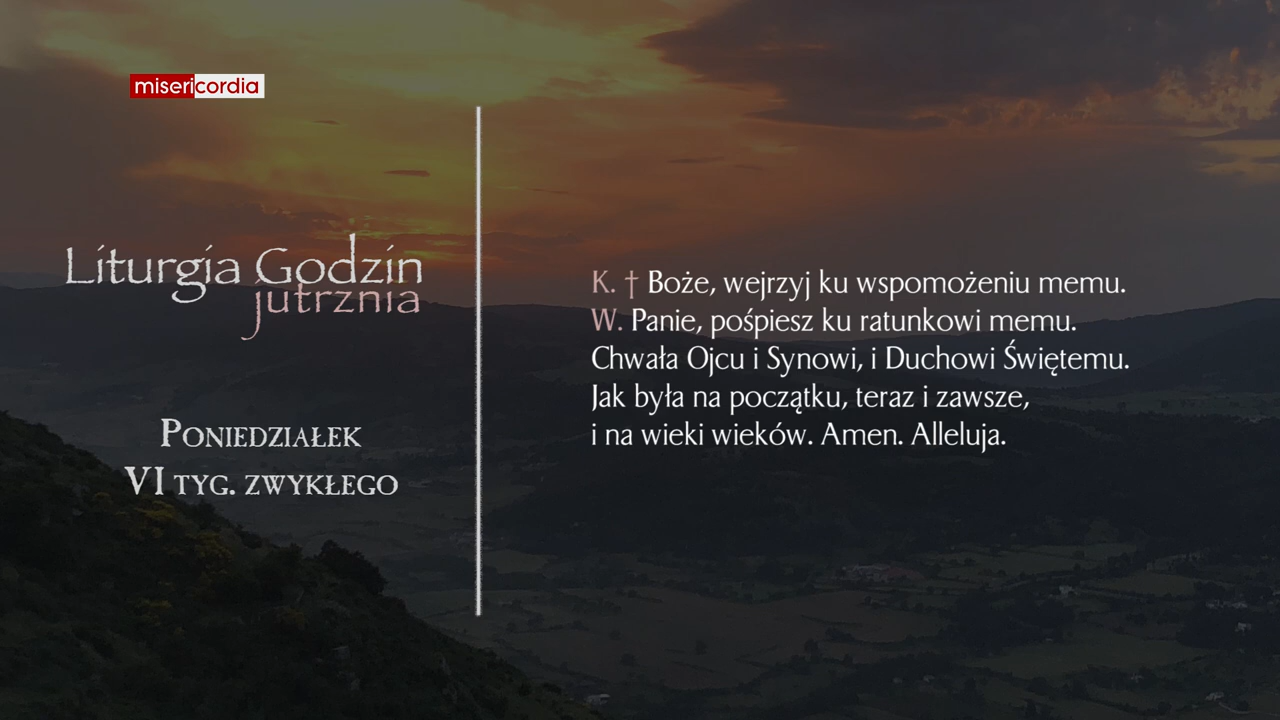 misericordia
Liturgia Godzin
jutrznia
Poniedziałek
VI tyg. zwykłego
K. † Boże, wejrzyj ku wspomożeniu memu.
W. Panie, pośpiesz ku ratunkowi memu.
Chwała Ojcu i Synowi, i Duchowi Świętemu.
Jak była na początku, teraz i zawsze,
i na wieki wieków. Amen. Alleluja.